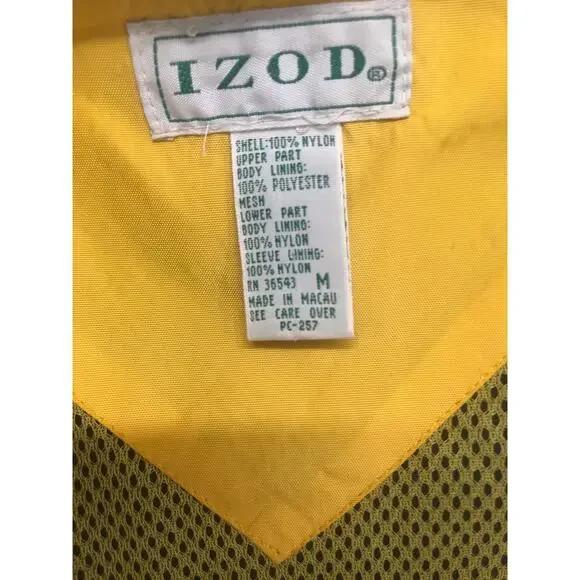 IZOD®
SHELL:100% NYLON
UPPER PART
BODY LINING:
100% POLYESTER
MESH
LOWER PART
BODY LINING:
100% NYLON
SLEEVE LINING:
100% NYLON
RN 36543 M
MADE IN MACAU
SEE CARE OVER
PC-257